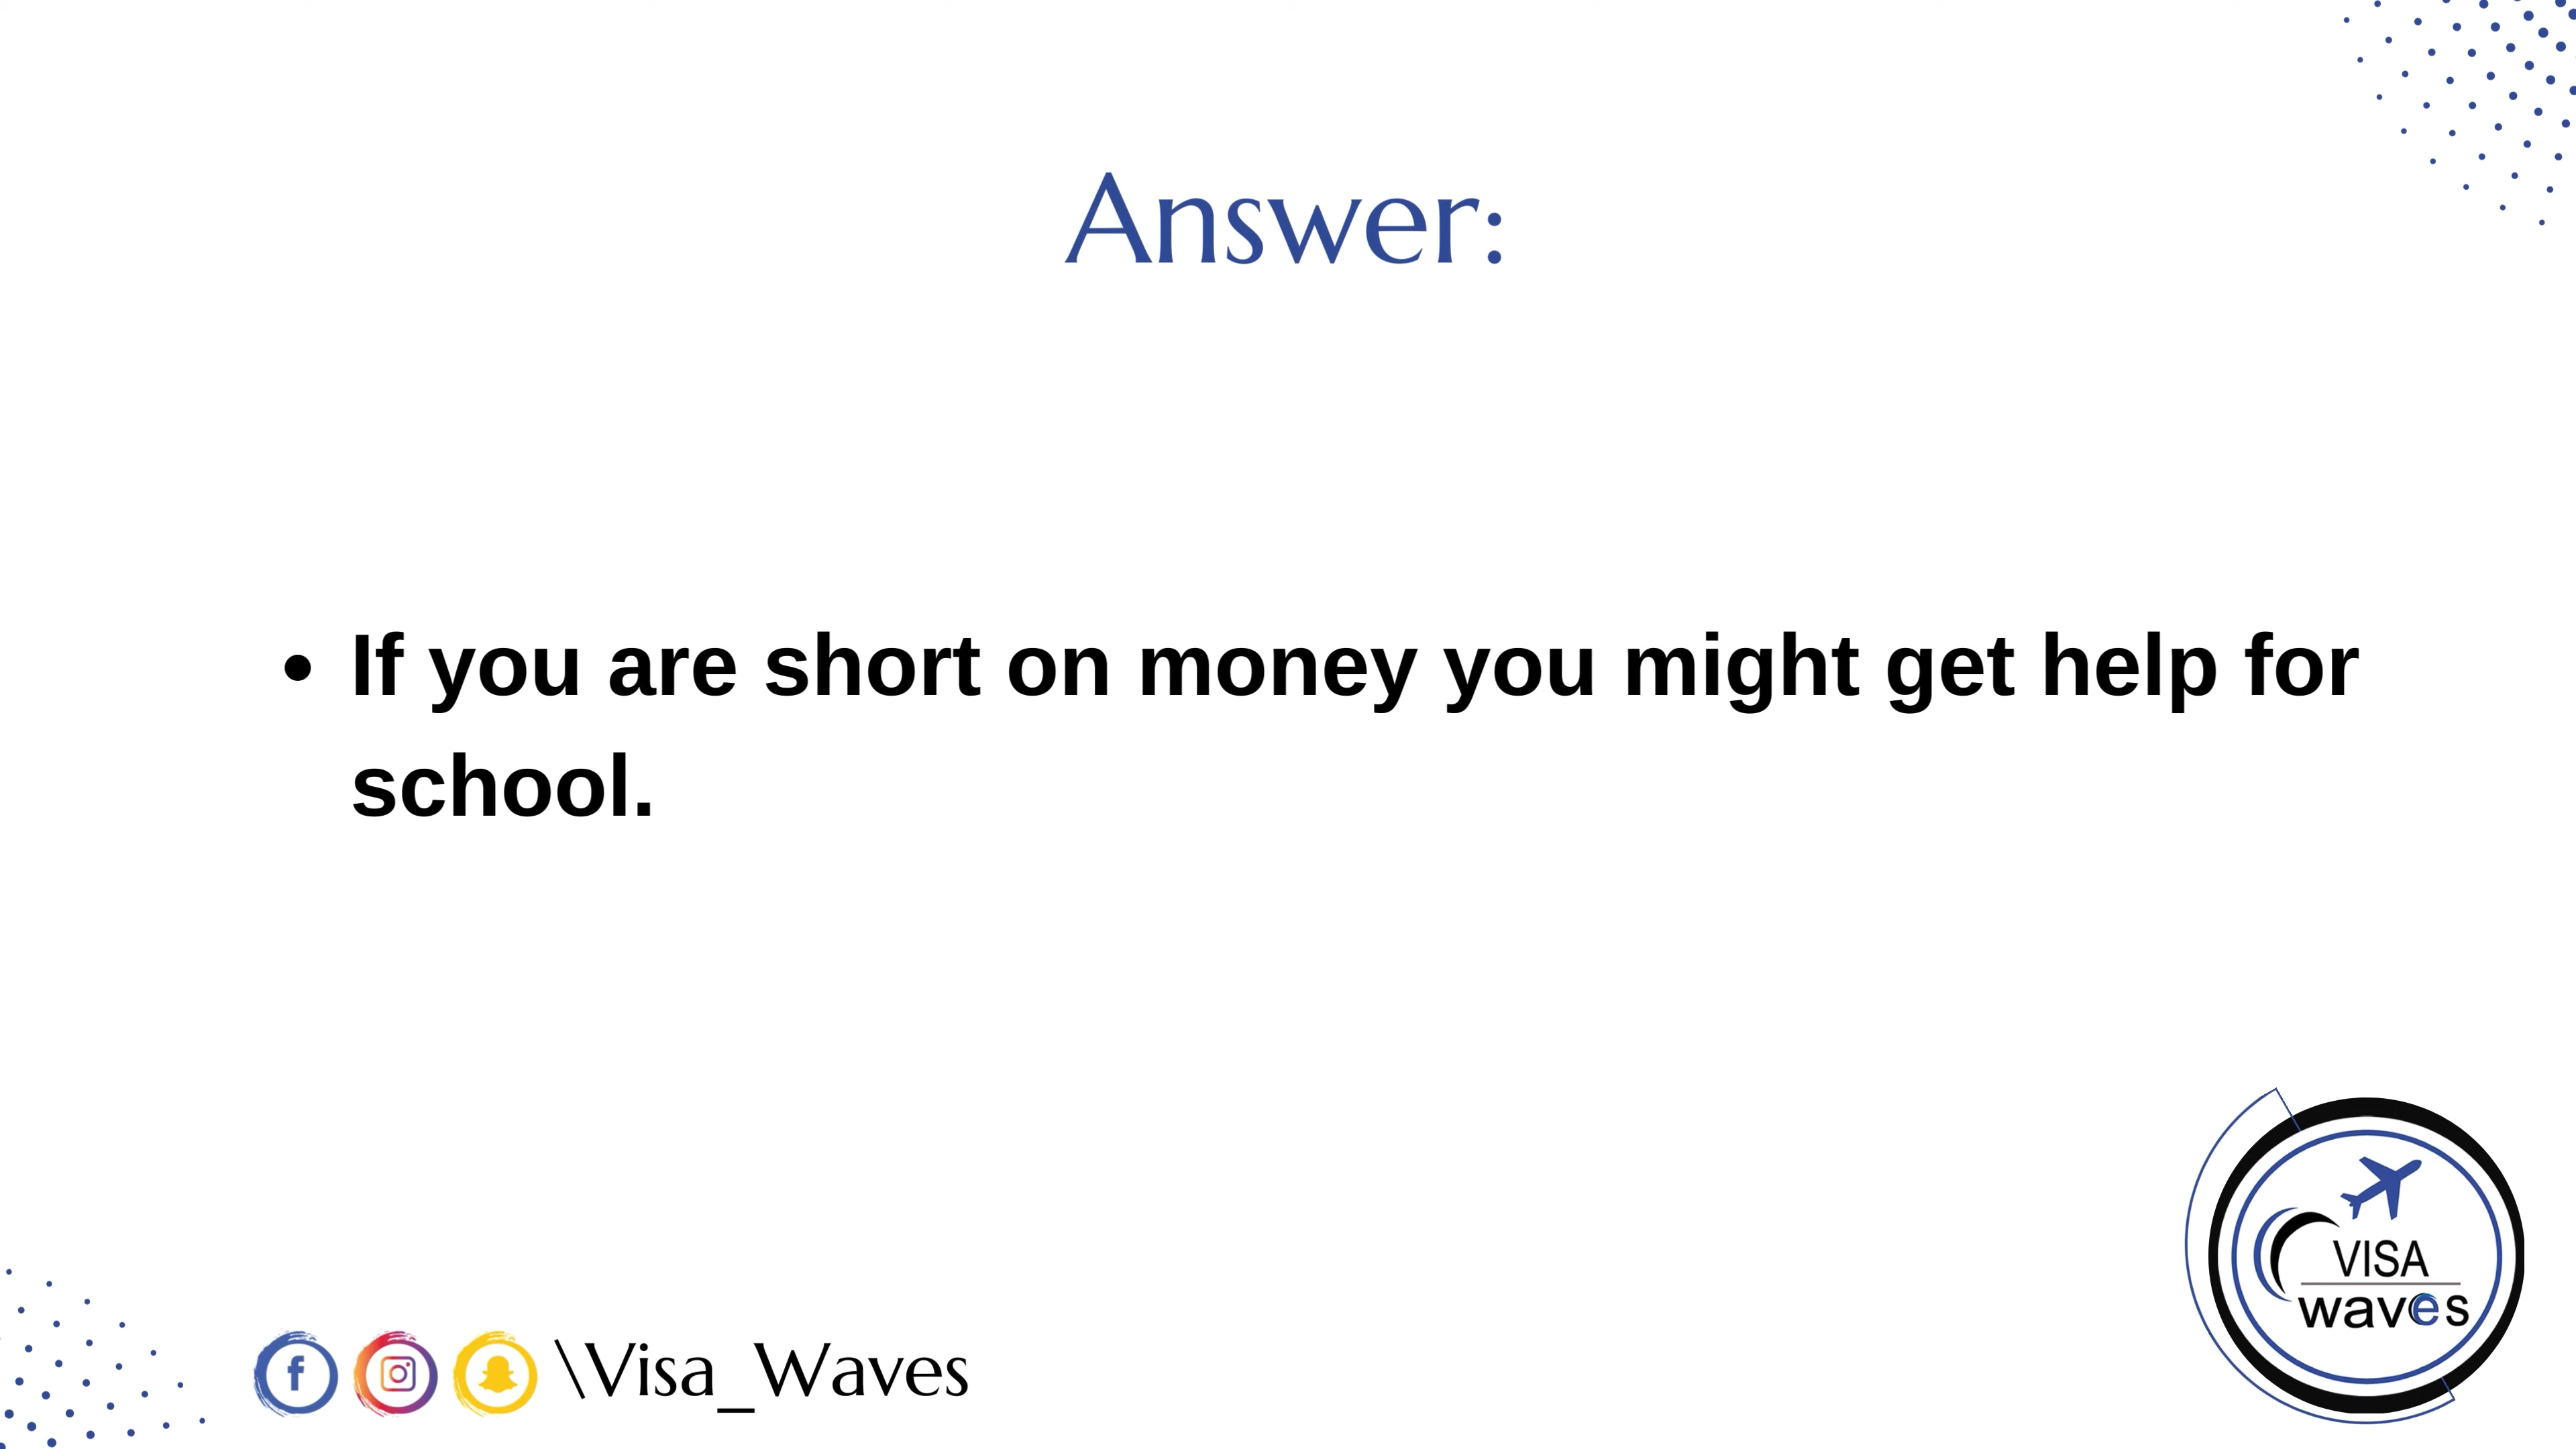 Answer:
• If you are short on money you might get help for
school.
VISA
waves
\Visa_Waves